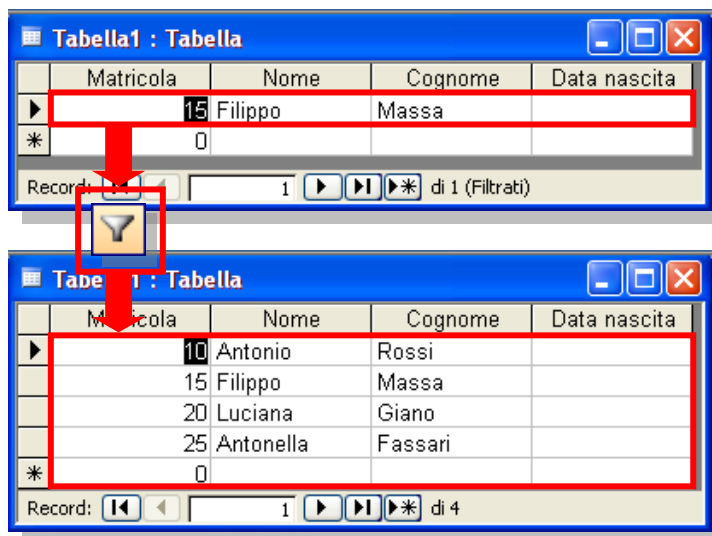 Tabella1 : Tabella
Matricola Nome Cognome Data nascita
15 Filippo Massa
0
Record: 1 di 1 (Filtrati)
Tabella1 : Tabella
Matricola Nome Cognome Data nascita
10 Antonio Rossi
15 Filippo Massa
20 Luciana Giano
25 Antonella Fassari
0
Record: 1 di 4